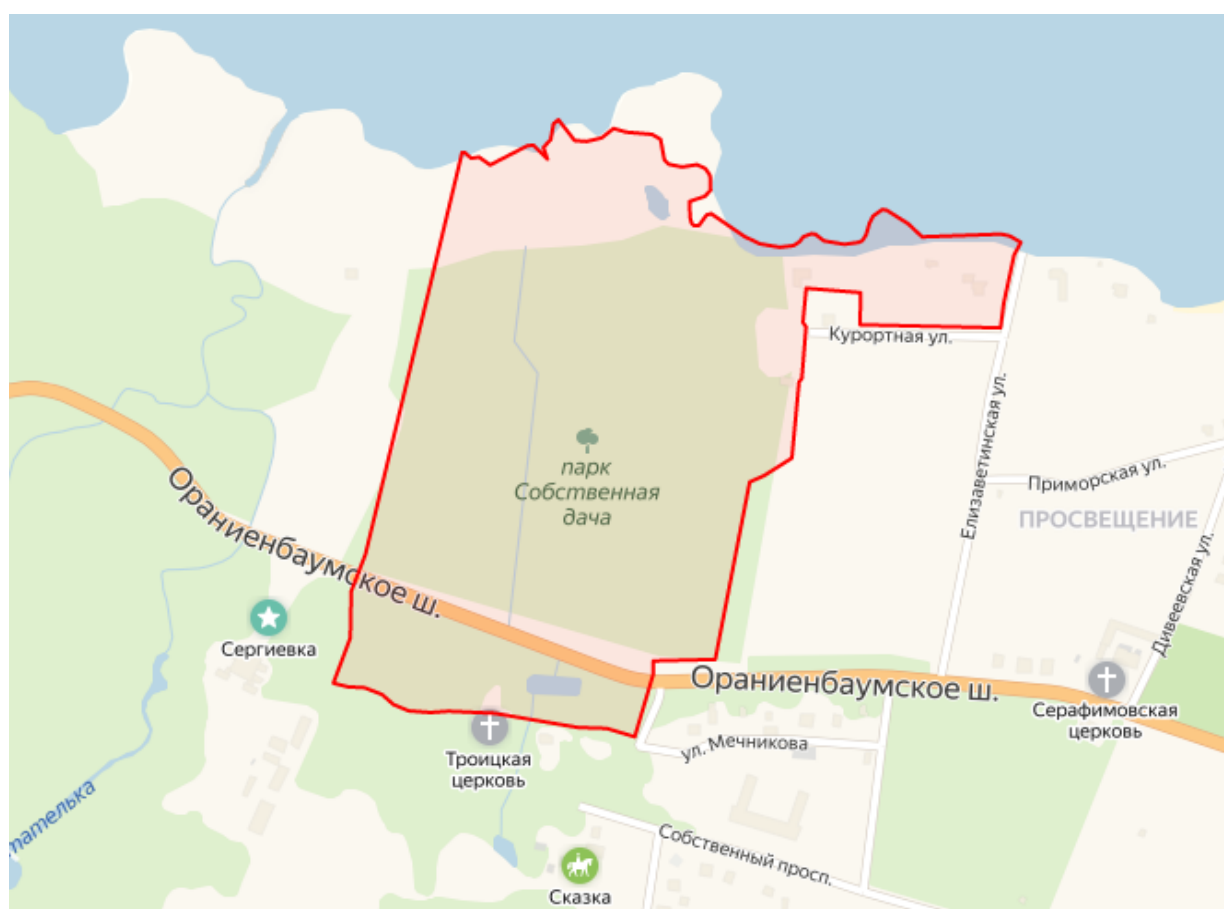 Курортная ул.
Елизаветинская ул.
парк
Собственная
дача
Приморская ул.
ПРОСВЕЩЕНИЕ
Ораниенбаумское ш.
Дивеевская ул.
Сергиевка
Ораниенбаумское ш.
Серафимовская
церковь
Троицкая
церковь
ул. Мечникова
тателька
Собственный просп.
Сказка